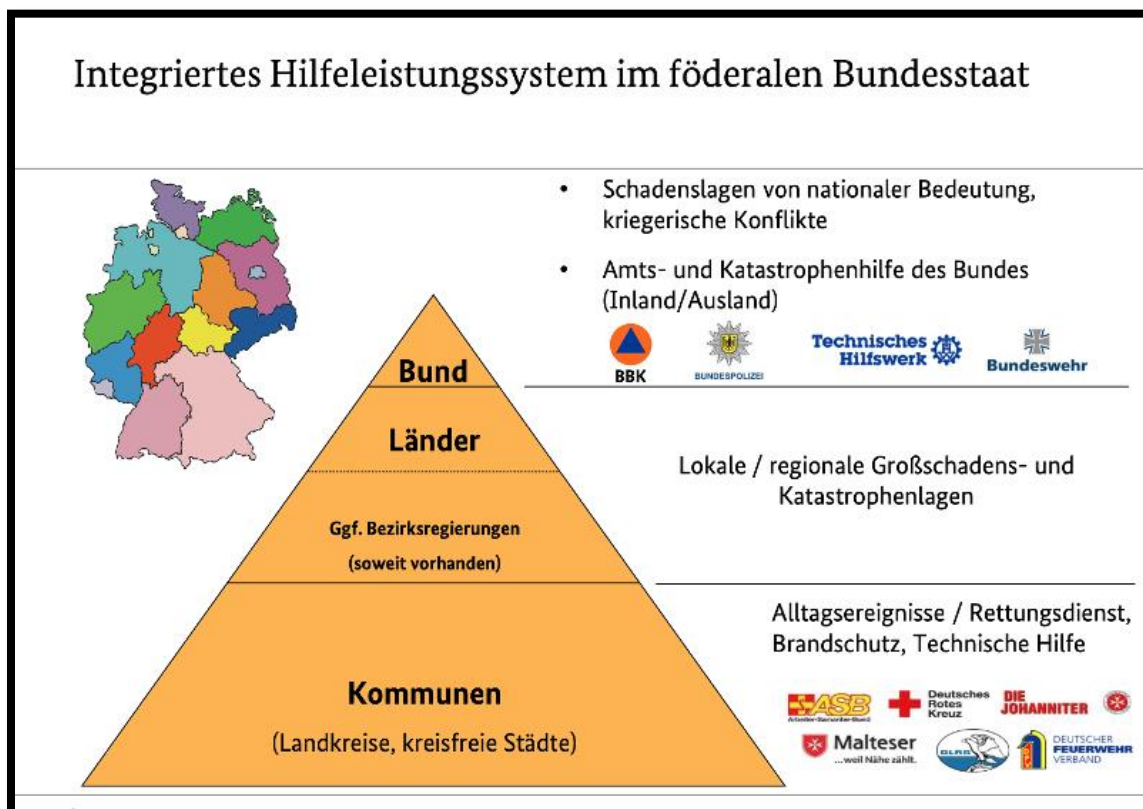 Integriertes Hilfeleistungssystem im föderalen Bundesstaat
• Schadenslagen von nationaler Bedeutung,
kriegerische Konflikte
• Amts- und Katastrophenhilfe des Bundes
(Inland/Ausland)
BBK
BUNDESPOLIZEI
Technisches
Hilfswerk
Bundeswehr
Bund
Länder
Lokale / regionale Großschadens- und
Katastrophenlagen
Ggf. Bezirksregierungen
(soweit vorhanden)
Alltagsereignisse / Rettungsdienst,
Brandschutz, Technische Hilfe
Kommunen
(Landkreise, kreisfreie Städte)
ASB
Arbeiter-Samariter-Bund
Deutsches
Rotes
Kreuz
DIE
JOHANNITER
Malteser
...weil Nähe zählt.
DLRG
DEUTSCHER
FEUERWEHR
VERBAND